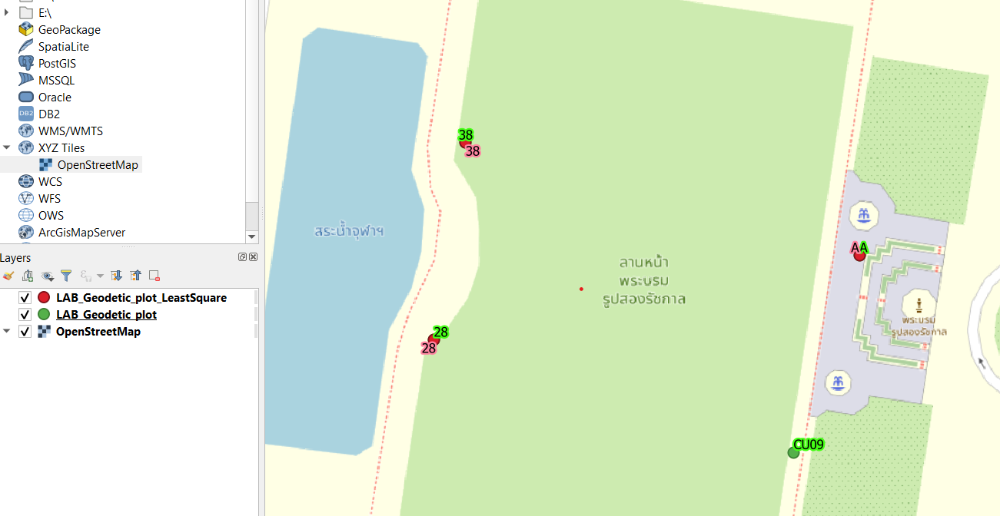 E:\
GeoPackage
SpatiaLite
PostGIS
MSSQL
Oracle
DB2
DB2
WMS/WMTS
XYZ Tiles
OpenStreetMap
WCS
WFS
OWS
ArcGisMapServer
Layers
LAB_Geodetic_plot_LeastSquare
LAB_Geodetic_plot
OpenStreetMap
38
38
สระน้ำจุฬาฯ
AA
ลานหน้า
พระบรม
รูปสองรัชกาล
พระบรม
รูปสองรัชกาล
28
28
CU09